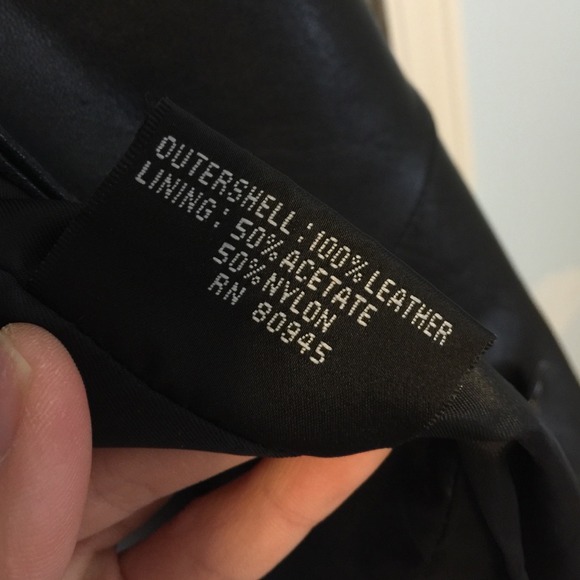 OUTERSHELL: 100% LEATHER
LINING: 50% ACETATE
50% NYLON
RN 80945